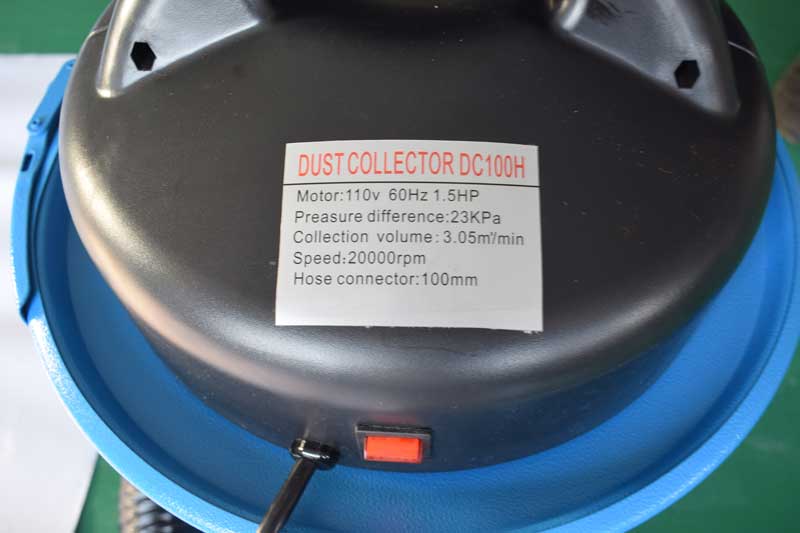 DUST COLLECTOR DC100H
Motor:110v 60Hz 1.5HP
Preasure difference:23KPa
Collection volume: 3.05m³/min
Speed:20000rpm
Hose connector:100mm